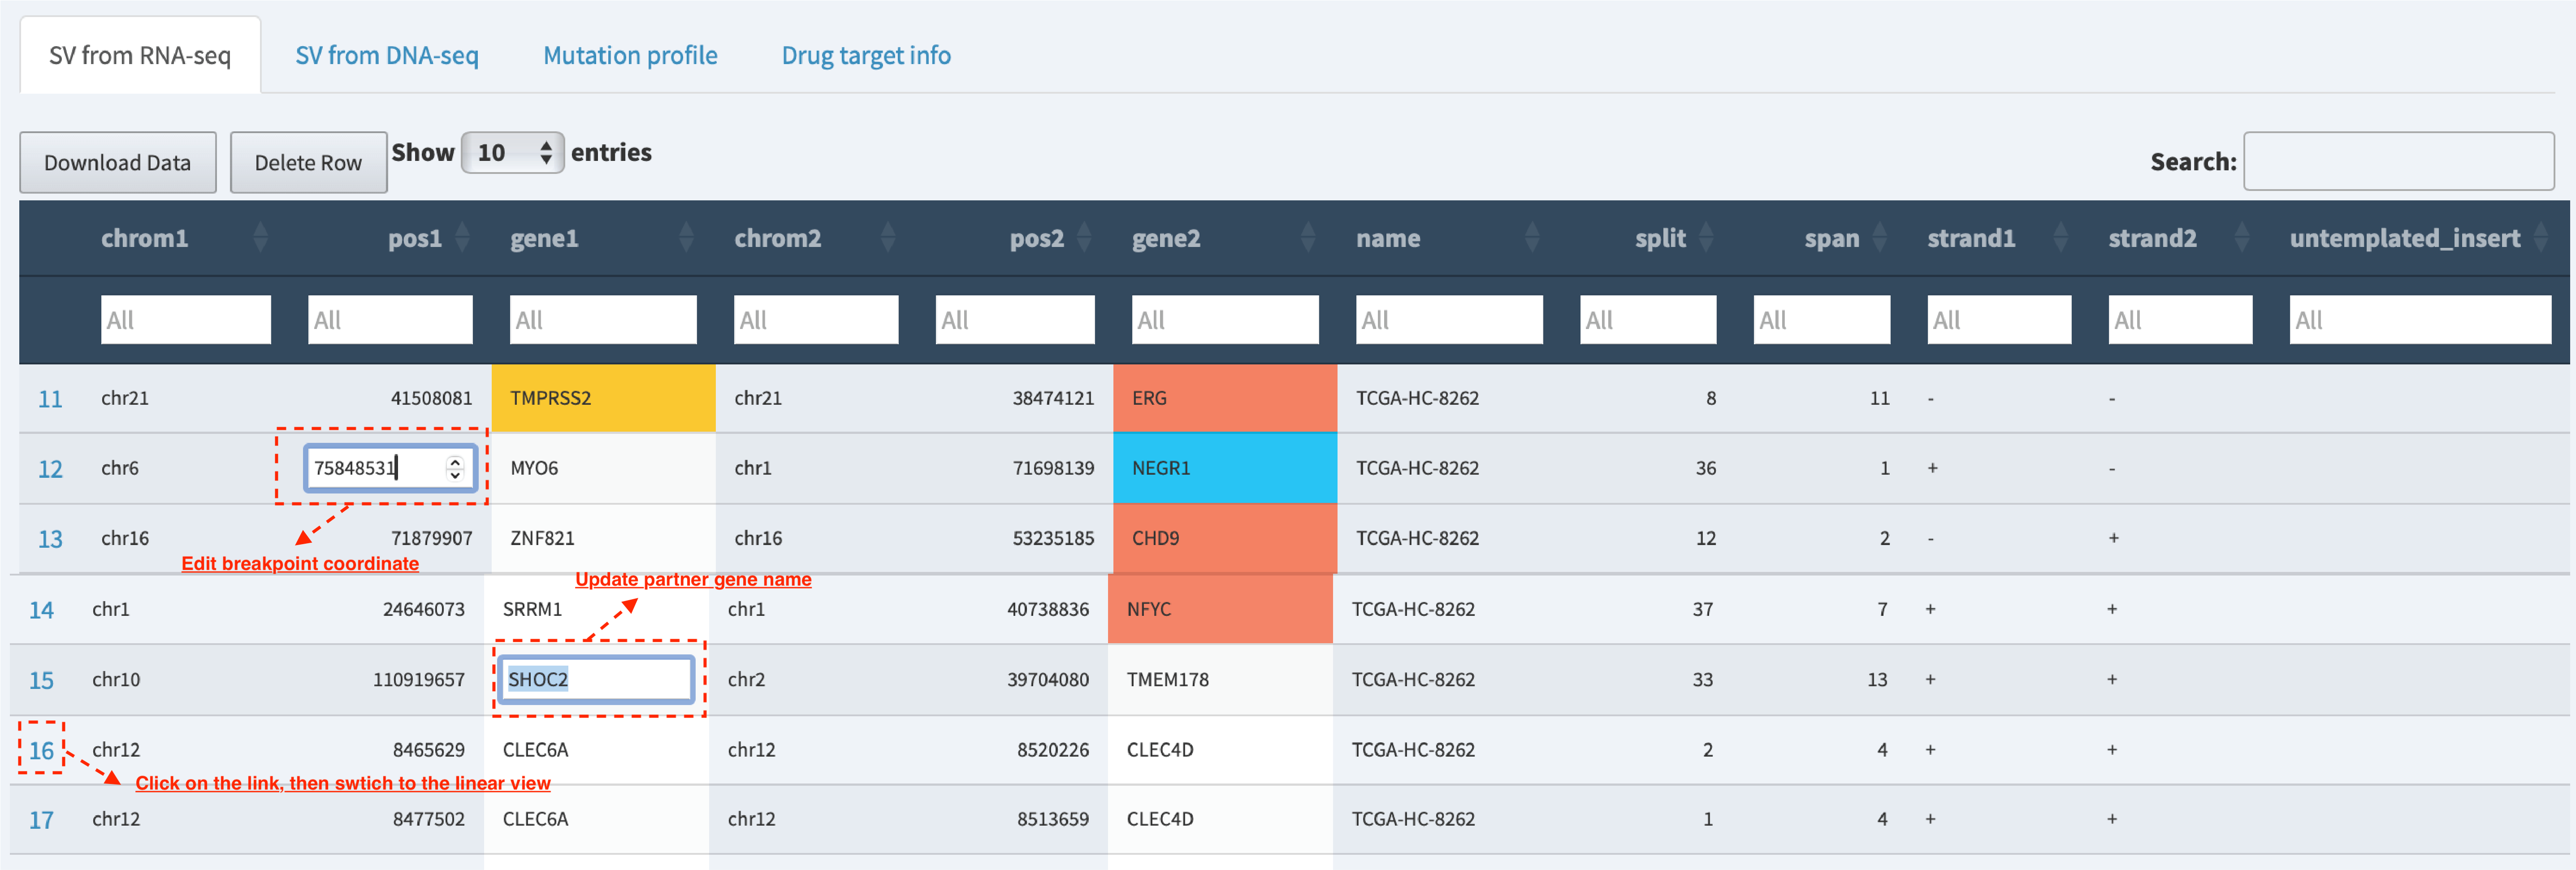 SV from RNA-seq SV from DNA-seq Mutation profile Drug target info
Download Data Delete Row Show 10 entries Search:
chrom1 pos1 gene1 chrom2 pos2 gene2 name split span strand1 strand2 untemplated_insert
All All All All All All All All All All All All
11 chr21 41508081 TMPRSS2 chr21 38474121 ERG TCGA-HC-8262 8 11 - -
12 chr6 75848531 MYO6 chr1 71698139 NEGR1 TCGA-HC-8262 36 1 + -
13 chr16 71879907 ZNF821 chr16 53235185 CHD9 TCGA-HC-8262 12 2 - +
Edit breakpoint coordinate
Update partner gene name
14 chr1 24646073 SRRM1 chr1 40738836 NFYC TCGA-HC-8262 37 7 + +
15 chr10 110919657 SHOC2 chr2 39704080 TMEM178 TCGA-HC-8262 33 13 + +
16 chr12 8465629 CLEC6A chr12 8520226 CLEC4D TCGA-HC-8262 2 4 + +
Click on the link, then swtich to the linear view
17 chr12 8477502 CLEC6A chr12 8513659 CLEC4D TCGA-HC-8262 1 4 + +